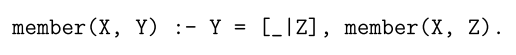 member(X, Y) :- Y = [_|Z], member(X, Z).